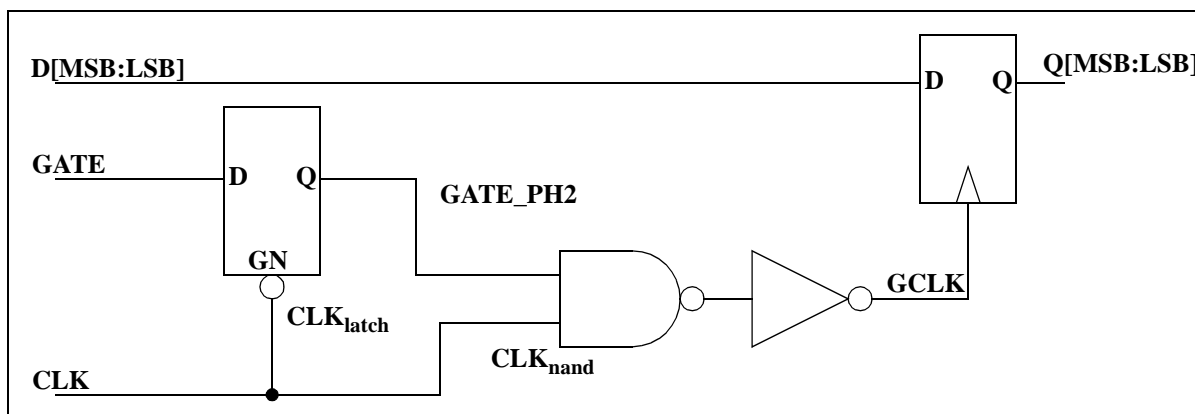 D[MSB:LSB]
D Q
Q[MSB:LSB]
GATE
D Q
GATE_PH2
GN
GCLK
CLKlatch
CLKnand
CLK